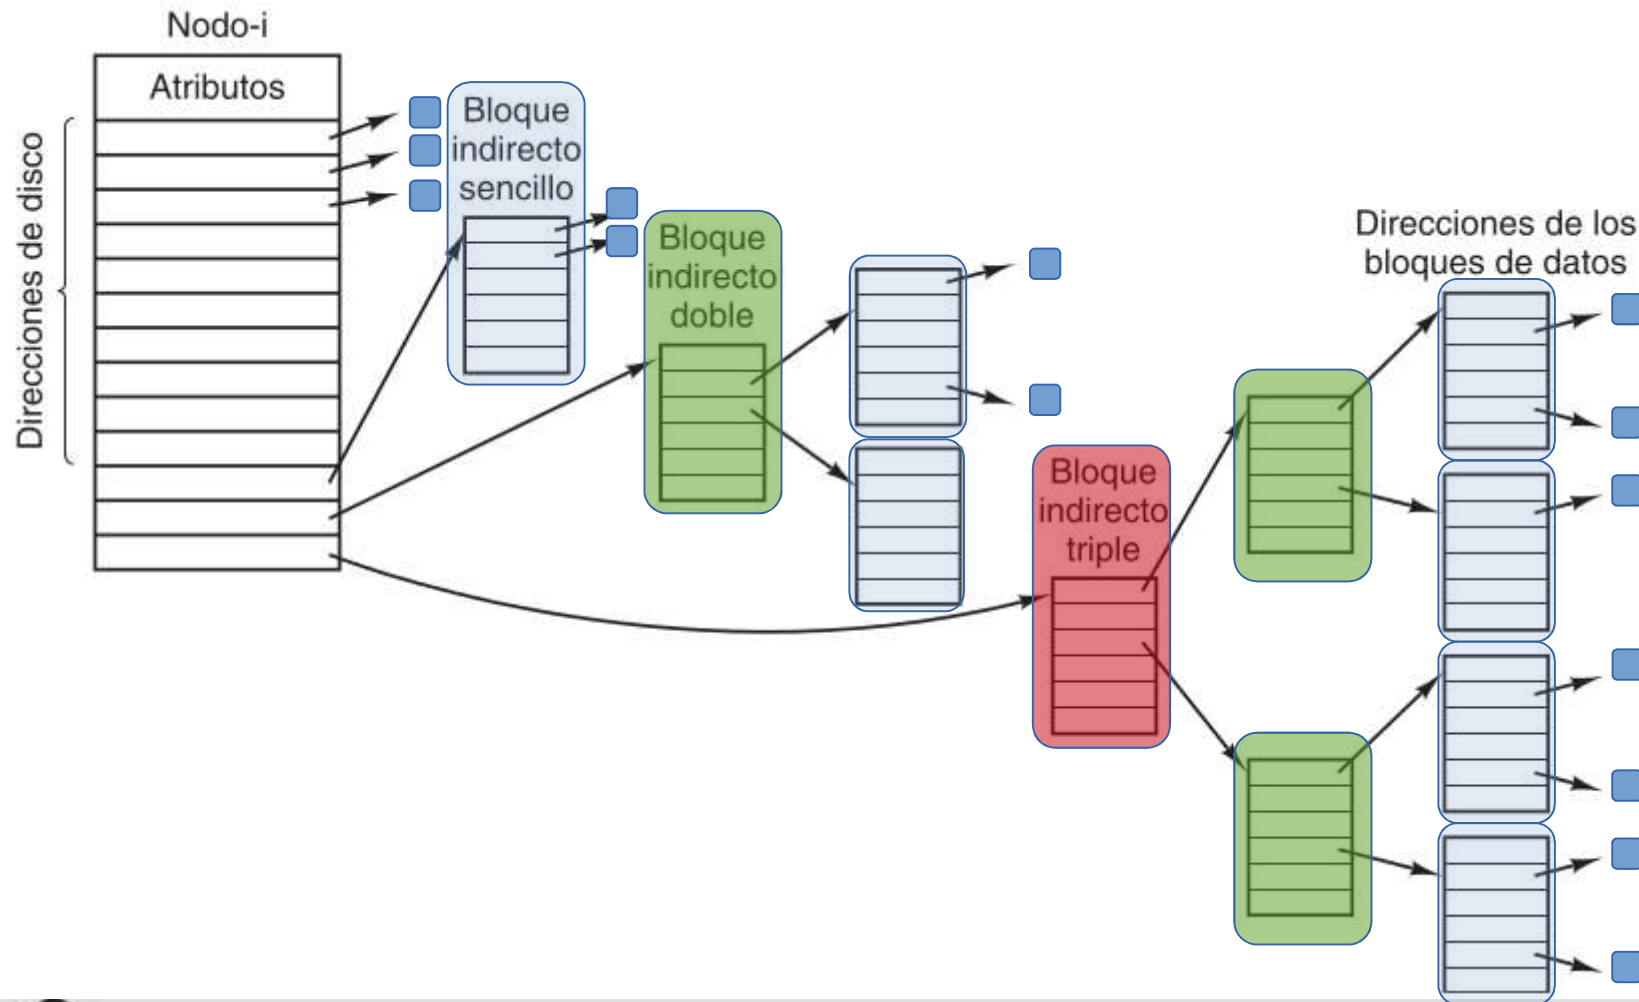 Nodo-i
Atributos
Direcciones de disco
Bloque
indirecto
sencillo
Bloque
indirecto
doble
Bloque
indirecto
triple
Direcciones de los
bloques de datos